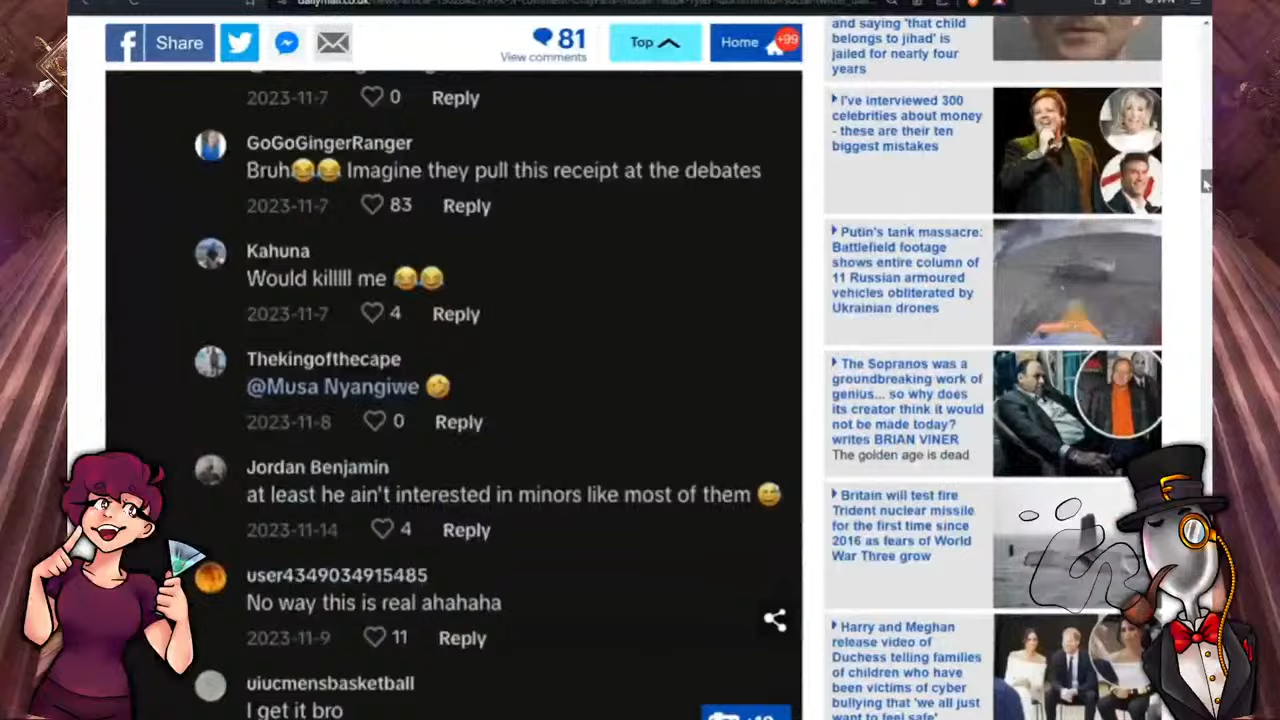 Share
81
View comments
Top
Home
+99
2023-11-7
0
Reply
GoGoGingerRanger
Bruh😂😂 Imagine they pull this receipt at the debates
2023-11-7
83
Reply
Kahuna
Would killlll me 😂😂
2023-11-7
4
Reply
Thekingofthecape
@Musa Nyangiwe 🤣
2023-11-8
0
Reply
Jordan Benjamin
at least he ain't interested in minors like most of them 😅
2023-11-14
4
Reply
user4349034915485
No way this is real ahahaha
2023-11-9
11
Reply
uiucmensbasketball
I get it bro
and saying 'that child
belongs to jihad' is
jailed for nearly four
years
I've interviewed 300
celebrities about money
- these are their ten
biggest mistakes
Putin's tank massacre:
Battlefield footage
shows entire column of
11 Russian armoured
vehicles obliterated by
Ukrainian drones
The Sopranos was a
groundbreaking work of
genius... so why does
its creator think it would
not be made today?
writes BRIAN VINER
The golden age is dead
Britain will test fire
Trident nuclear missile
for the first time since
2016 as fears of World
War Three grow
Harry and Meghan
release video of
Duchess telling families
of children who have
been victims of cyber
bullying that 'we all just
want to feel safe'